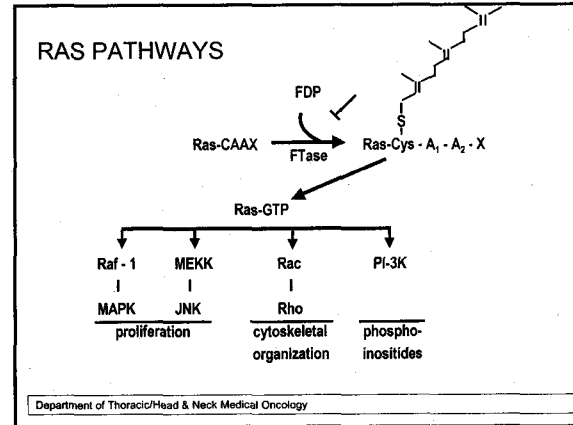 RAS PATHWAYS
FDP
S
Ras-CAAX
FTase
Ras-Cys - A₁ - A₂ - X
Ras-GTP
Raf - 1 MEKK Rac PI-3K
MAPK JNK Rho
proliferation cytoskeletal phospho-
organization inositides
Department of Thoracic/Head & Neck Medical Oncology